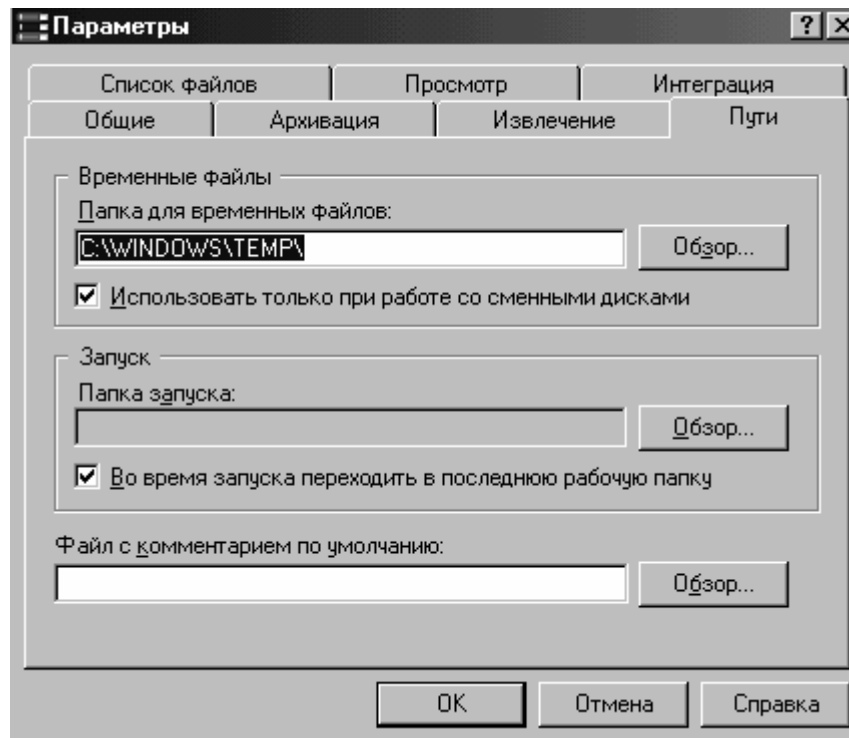 Параметры
Список файлов Просмотр Интеграция
Общие Архивация Извлечение Пути
Временные файлы
Папка для временных файлов:
C:\WINDOWS\TEMP\ Обзор...
Использовать только при работе со сменными дисками
Запуск
Папка запуска:
Обзор...
Во время запуска переходить в последнюю рабочую папку
Файл с комментарием по умолчанию:
Обзор...
OK Отмена Справка